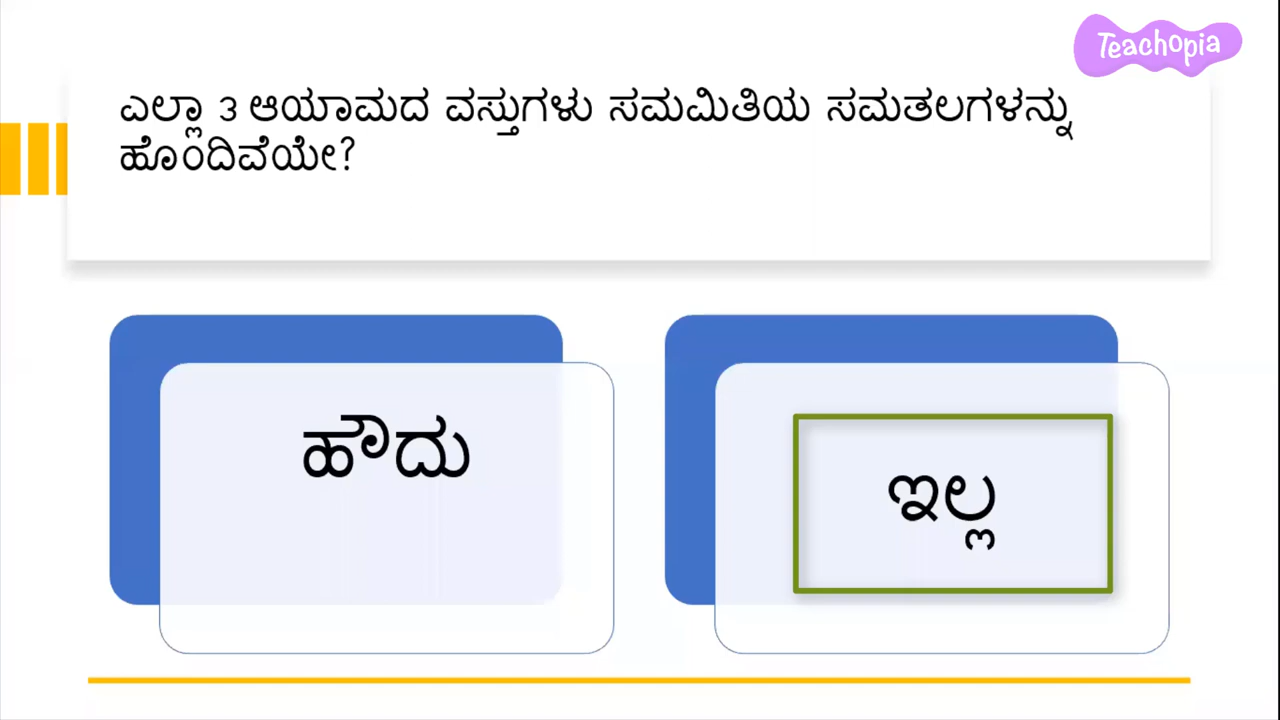 Teachopia
ಎಲ್ಲಾ 3 ಆಯಾಮದ ವಸ್ತುಗಳು ಸಮಮಿತಿಯ ಸಮತಲಗಳನ್ನು
ಹೊಂದಿವೆಯೇ?
ಹೌದು
ಇಲ್ಲ